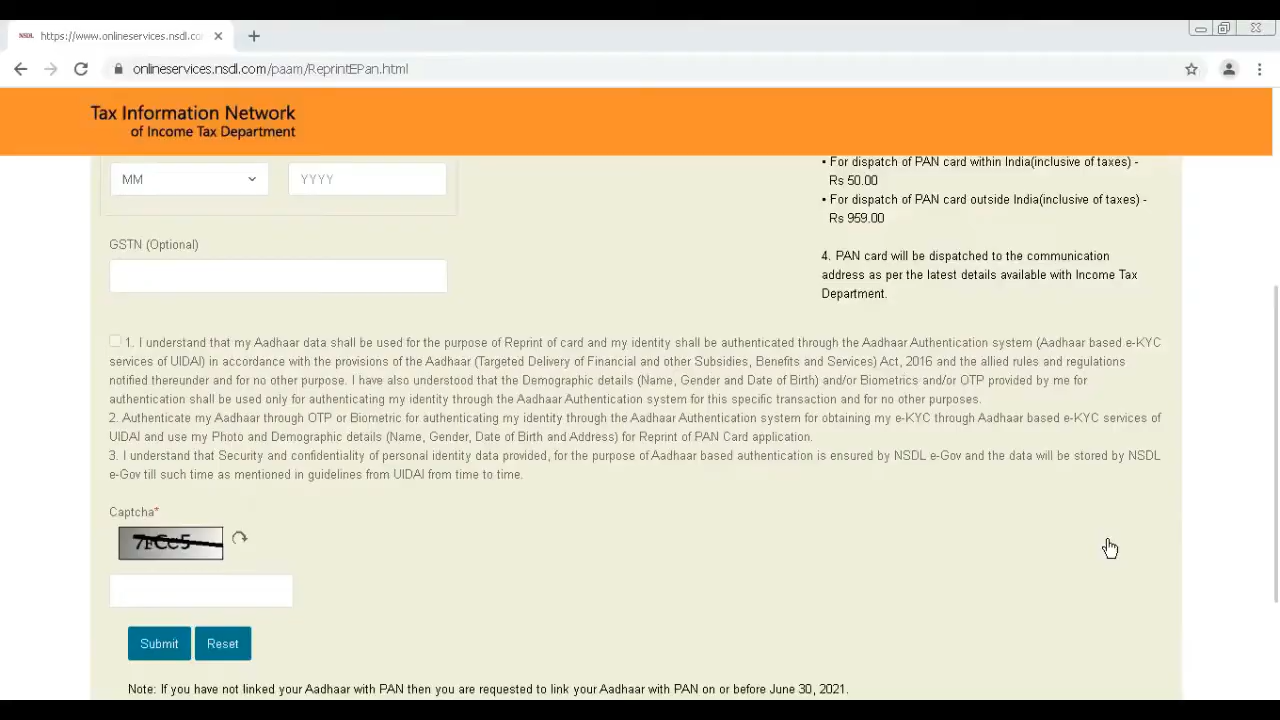 NSDL https://www.onlineservices.nsdl.co
onlineservices.nsdl.com/paam/ReprintEPan.html
Tax Information Network
of Income Tax Department
MM YYYY
• For dispatch of PAN card within India(inclusive of taxes) -
Rs 50.00
• For dispatch of PAN card outside India(inclusive of taxes) -
Rs 959.00
GSTN (Optional)
4. PAN card will be dispatched to the communication
address as per the latest details available with Income Tax
Department.
1. I understand that my Aadhaar data shall be used for the purpose of Reprint of card and my identity shall be authenticated through the Aadhaar Authentication system (Aadhaar based e-KYC
services of UIDAI) in accordance with the provisions of the Aadhaar (Targeted Delivery of Financial and other Subsidies, Benefits and Services) Act, 2016 and the allied rules and regulations
notified thereunder and for no other purpose. I have also understood that the Demographic details (Name, Gender and Date of Birth) and/or Biometrics and/or OTP provided by me for
authentication shall be used only for authenticating my identity through the Aadhaar Authentication system for this specific transaction and for no other purposes.
2. Authenticate my Aadhaar through OTP or Biometric for authenticating my identity through the Aadhaar Authentication system for obtaining my e-KYC through Aadhaar based e-KYC services of
UIDAI and use my Photo and Demographic details (Name, Gender, Date of Birth and Address) for Reprint of PAN Card application.
3. I understand that Security and confidentiality of personal identity data provided, for the purpose of Aadhaar based authentication is ensured by NSDL e-Gov and the data will be stored by NSDL
e-Gov till such time as mentioned in guidelines from UIDAI from time to time.
Captcha*
Submit Reset
Note: If you have not linked your Aadhaar with PAN then you are requested to link your Aadhaar with PAN on or before June 30, 2021.